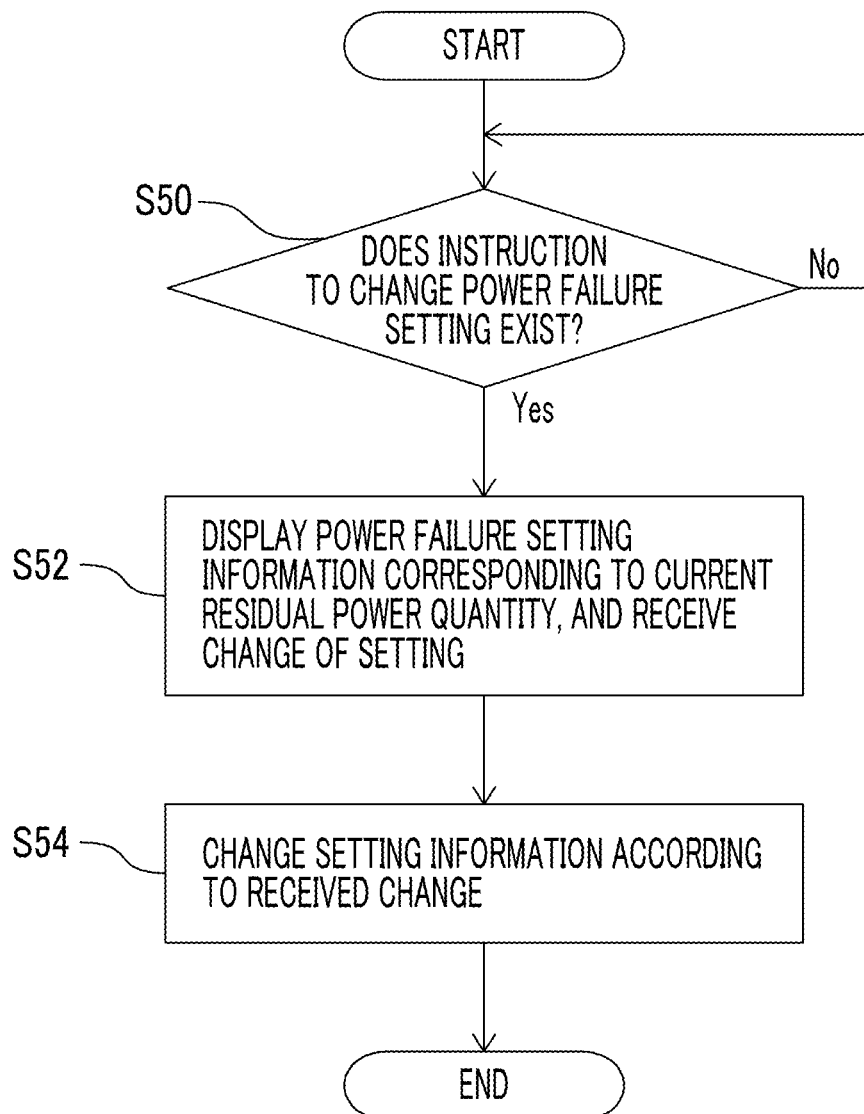 START
S50
DOES INSTRUCTION
TO CHANGE POWER FAILURE
SETTING EXIST?
No
Yes
S52
DISPLAY POWER FAILURE SETTING
INFORMATION CORRESPONDING TO CURRENT
RESIDUAL POWER QUANTITY, AND RECEIVE
CHANGE OF SETTING
S54
CHANGE SETTING INFORMATION ACCORDING
TO RECEIVED CHANGE
END